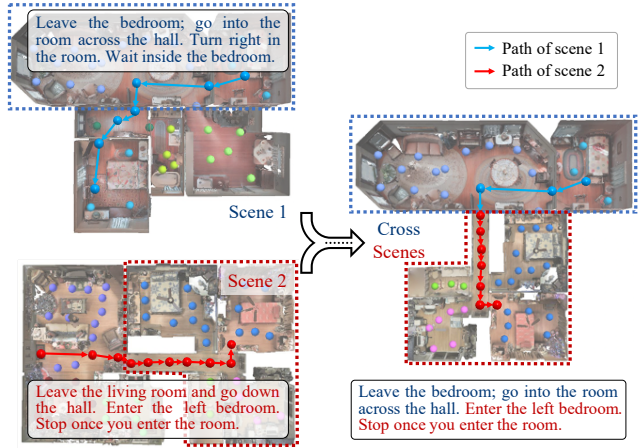 Leave the bedroom; go into the
room across the hall. Turn right in
the room. Wait inside the bedroom.
Path of scene 1
Path of scene 2
Scene 1
Cross
Scenes
Scene 2
Leave the living room and go down
the hall. Enter the left bedroom.
Stop once you enter the room.
Leave the bedroom; go into the room
across the hall. Enter the left bedroom.
Stop once you enter the room.